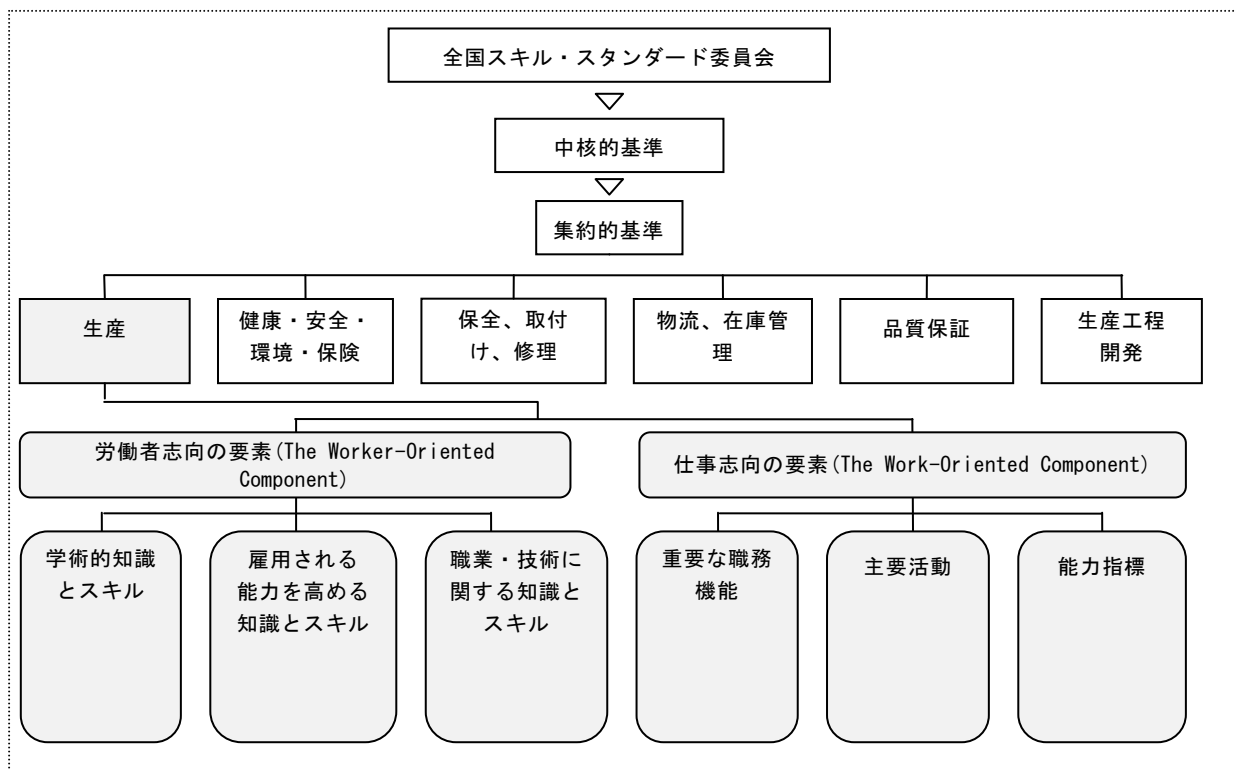 全国スキル・スタンダード委員会
中核的基準
集約的基準
生産
健康・安全・
環境・保険
保全、取付
け、修理
物流、在庫管
理
品質保証
生産工程
開発
労働者志向の要素(The Worker-Oriented
Component)
仕事志向の要素(The Work-Oriented Component)
学術的知識
とスキル
雇用される
能力を高める
知識とスキル
職業・技術に
関する知識と
スキル
重要な職務
機能
主要活動
能力指標